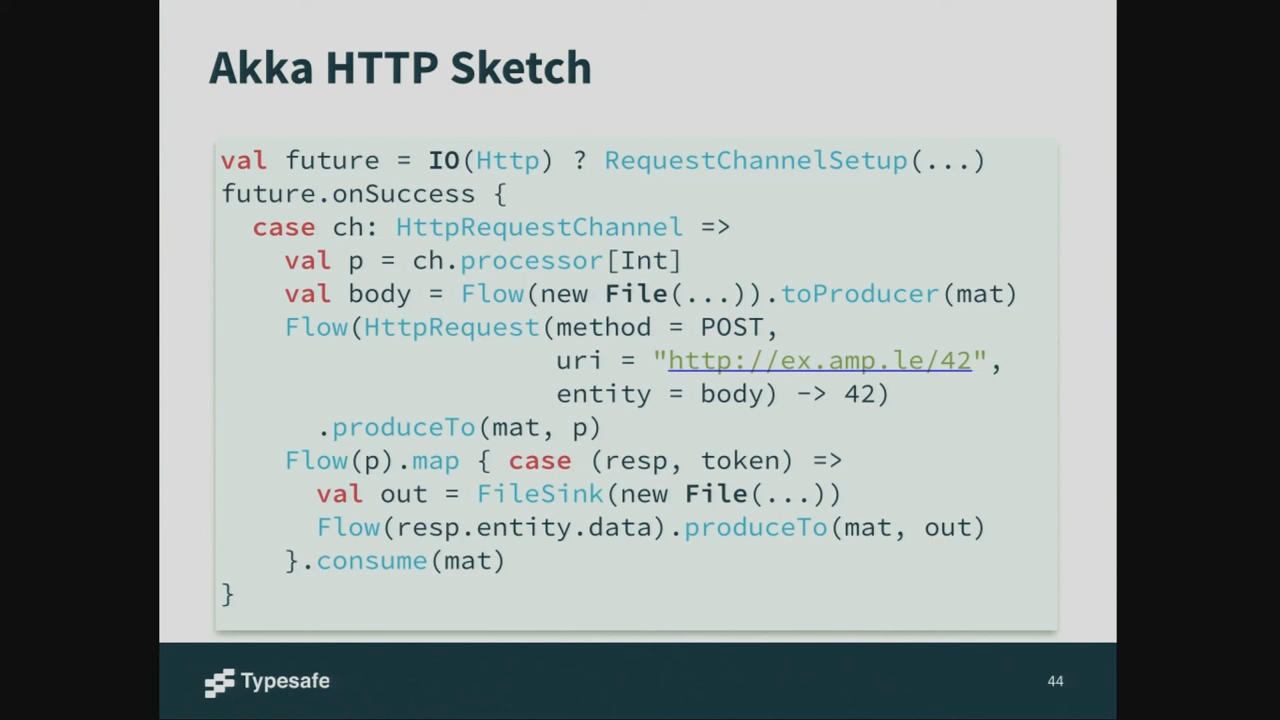 Akka HTTP Sketch
val future = IO(Http) ? RequestChannelSetup(...)
future.onSuccess {
  case ch: HttpRequestChannel =>
    val p = ch.processor[Int]
    val body = Flow(new File(...)).toProducer(mat)
    Flow(HttpRequest(method = POST,
                     uri = "http://ex.amp.le/42",
                     entity = body) -> 42)
      .produceTo(mat, p)
    Flow(p).map { case (resp, token) =>
      val out = FileSink(new File(...))
      Flow(resp.entity.data).produceTo(mat, out)
    }.consume(mat)
}
Typesafe
44